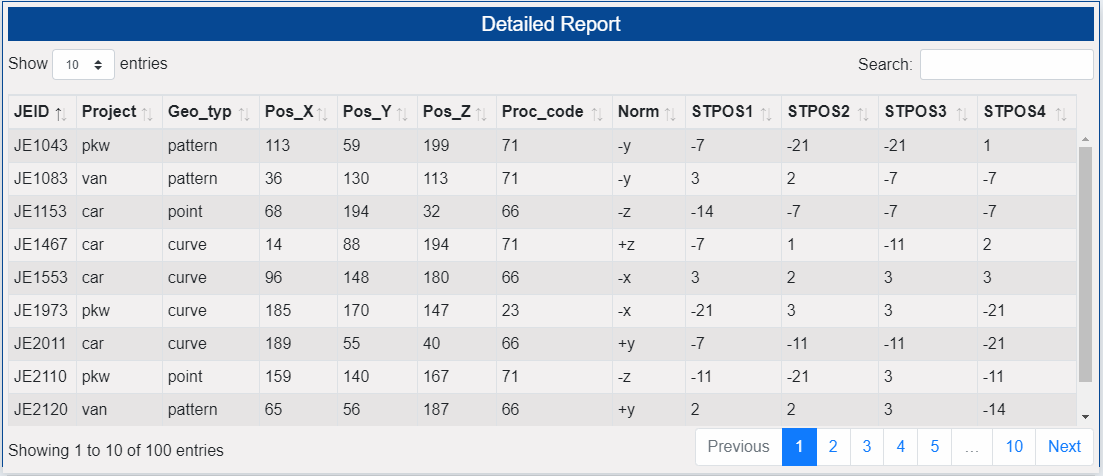 Detailed Report
Show 10 entries Search:
JEID Project Geo_typ Pos_X Pos_Y Pos_Z Proc_code Norm STPOS1 STPOS2 STPOS3 STPOS4
JE1043 pkw pattern 113 59 199 71 -y -7 -21 -21 1
JE1083 van pattern 36 130 113 71 -y 3 2 -7 -7
JE1153 car point 68 194 32 66 -z -14 -7 -7 -7
JE1467 car curve 14 88 194 71 +z -7 1 -11 2
JE1553 car curve 96 148 180 66 -x 3 2 3 3
JE1973 pkw curve 185 170 147 23 -x -21 3 3 -21
JE2011 car curve 189 55 40 66 +y -7 -11 -11 -21
JE2110 pkw point 159 140 167 71 -z -11 -21 3 -11
JE2120 van pattern 65 56 187 66 +y 2 2 3 -14
Showing 1 to 10 of 100 entries Previous 1 2 3 4 5 … 10 Next